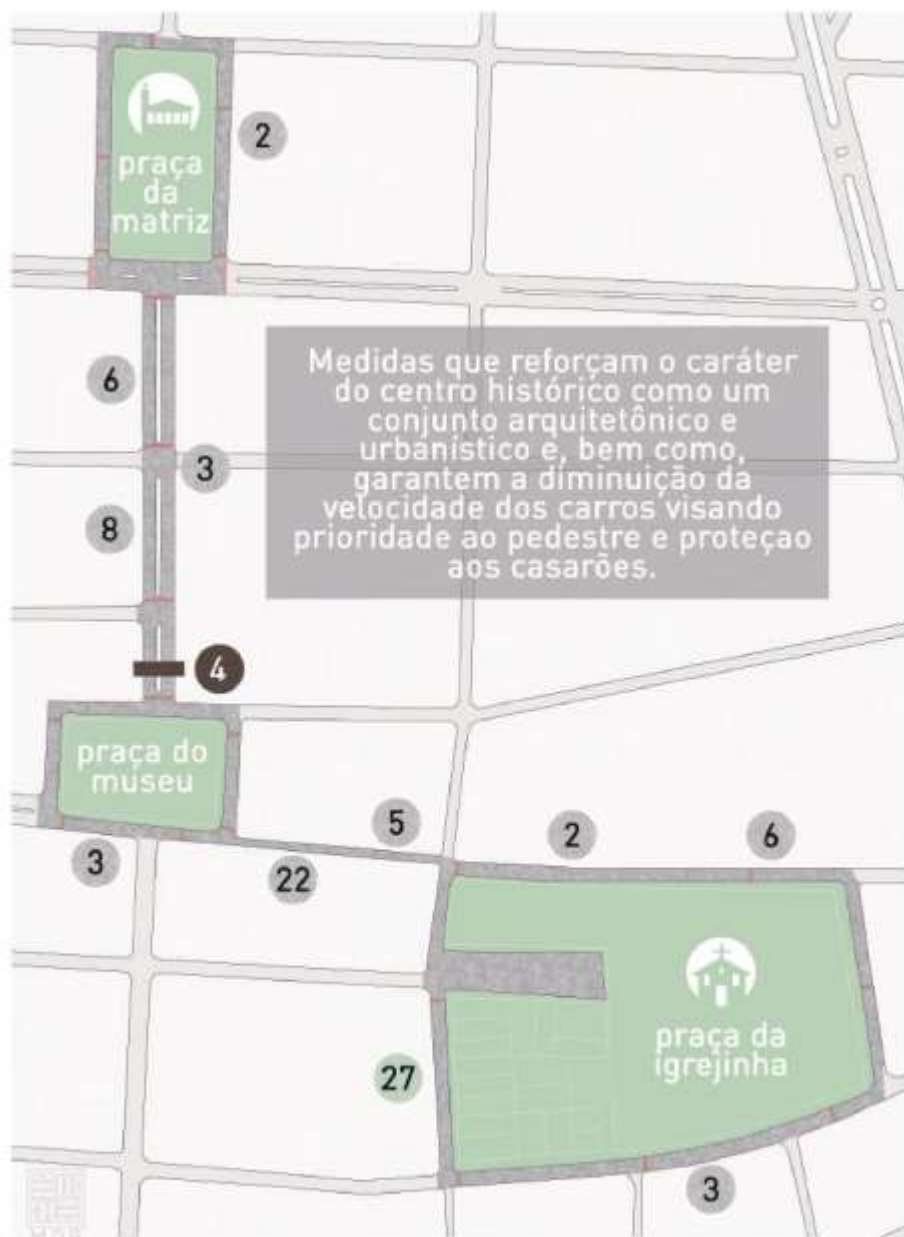 2
praça
da
matriz
6
Medidas que reforçam o caráter
do centro histórico como um
conjunto arquitetônico e
urbanístico e, bem como,
garantem a diminuição da
velocidade dos carros visando
prioridade ao pedestre e proteçao
aos casarões.
3
8
4
praça do
museu
5
2
6
3
22
praça da
igrejinha
27
3